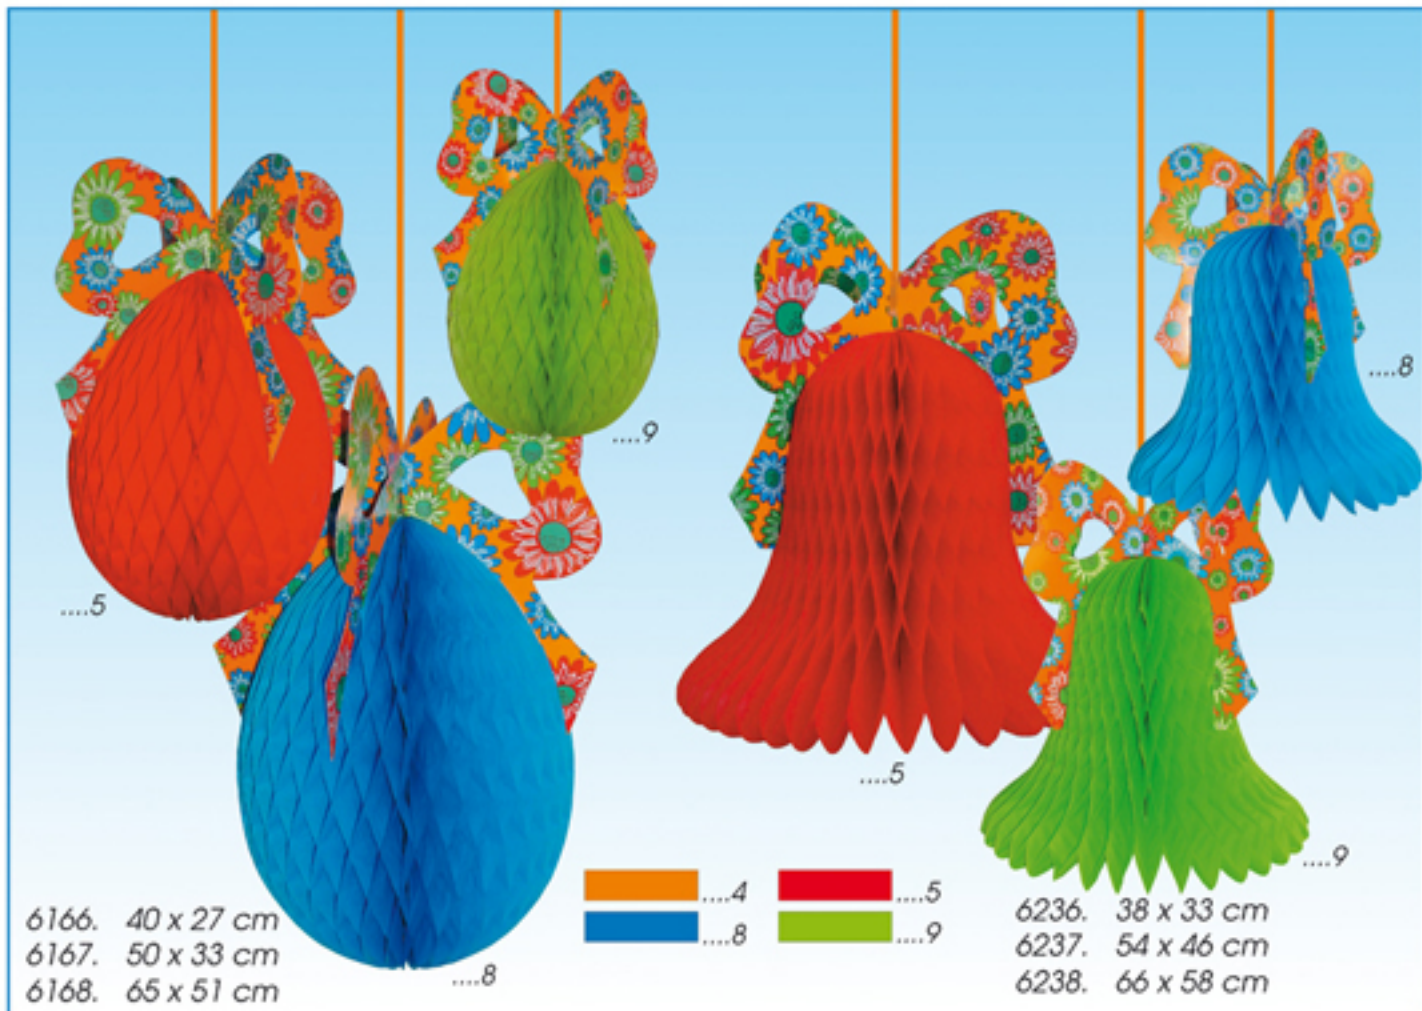 ....8
....9
....5
....5
....9
....4
....5
....8
....9
....8
6166. 40 x 27 cm
6167. 50 x 33 cm
6168. 65 x 51 cm
6236. 38 x 33 cm
6237. 54 x 46 cm
6238. 66 x 58 cm